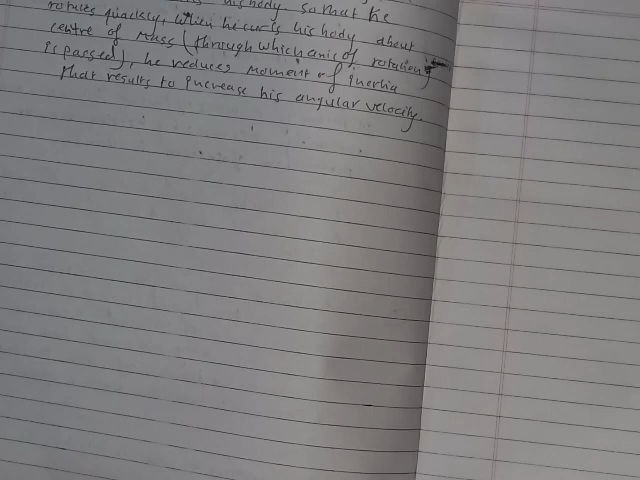 his body. so that he
rotates quickly, when he curls his body about
centre of mass (through which axis of rotation
is passed), he reduces moment of inertia
that results to increase his angular velocity.